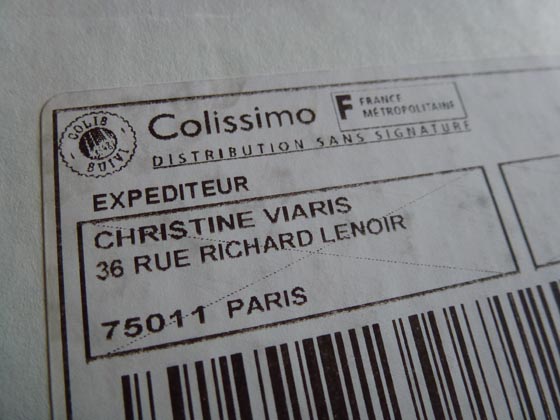 COLIS
SUIVI
Colissimo
F FRANCE
MÉTROPOLITAINE
DISTRIBUTION SANS SIGNATURE
EXPEDITEUR
CHRISTINE VIARIS
36 RUE RICHARD LENOIR
75011 PARIS